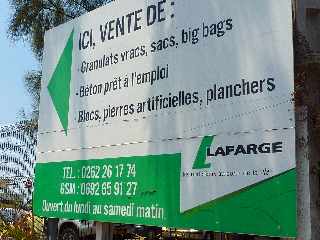 ICI, VENTE DE :
- Granulats vracs, sacs, big bags
- Béton prêt à l'emploi
- Blocs, pierres artificielles, planchers
LAFARGE
TEL : 0262 26 17 74
GSM : 0692 65 91 27
Ouvert du lundi au samedi matin